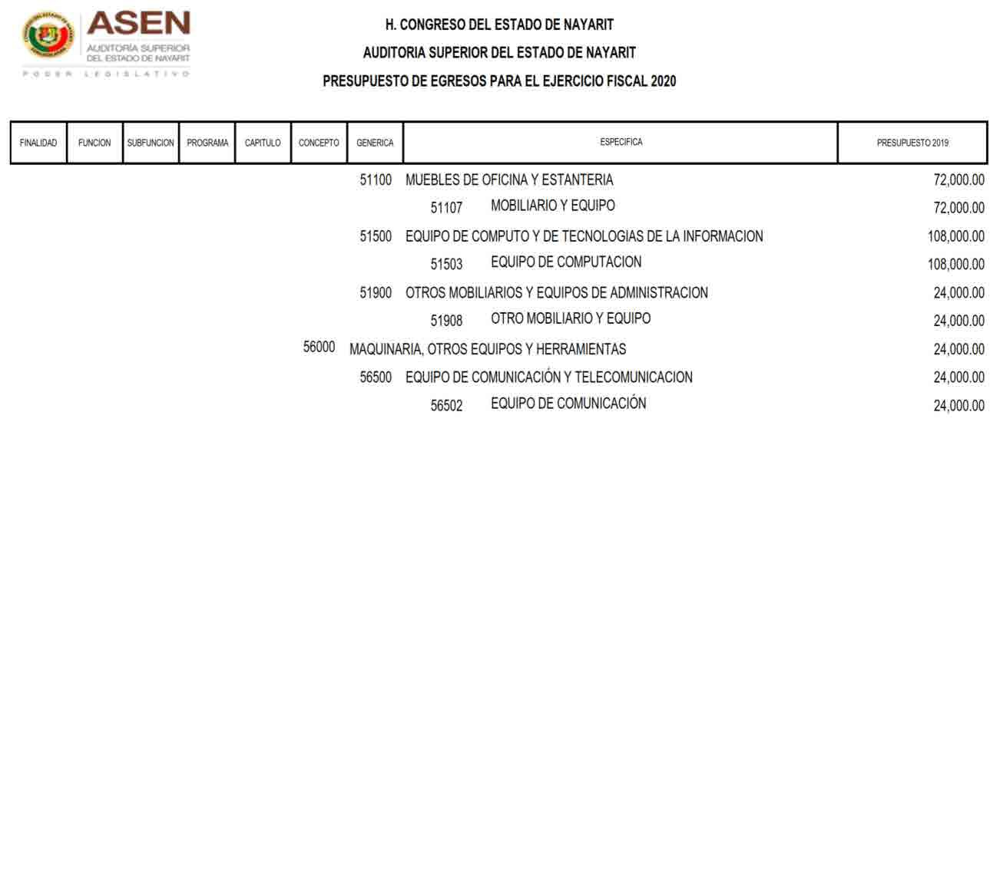 ASEN
AUDITORÍA SUPERIOR
DEL ESTADO DE NAYARIT
PODER LEGISLATIVO
H. CONGRESO DEL ESTADO DE NAYARIT
AUDITORIA SUPERIOR DEL ESTADO DE NAYARIT
PRESUPUESTO DE EGRESOS PARA EL EJERCICIO FISCAL 2020
FINALIDAD FUNCION SUBFUNCION PROGRAMA CAPITULO CONCEPTO GENERICA ESPECIFICA PRESUPUESTO 2019
51100 MUEBLES DE OFICINA Y ESTANTERIA 72,000.00
51107 MOBILIARIO Y EQUIPO 72,000.00
51500 EQUIPO DE COMPUTO Y DE TECNOLOGIAS DE LA INFORMACION 108,000.00
51503 EQUIPO DE COMPUTACION 108,000.00
51900 OTROS MOBILIARIOS Y EQUIPOS DE ADMINISTRACION 24,000.00
51908 OTRO MOBILIARIO Y EQUIPO 24,000.00
56000 MAQUINARIA, OTROS EQUIPOS Y HERRAMIENTAS 24,000.00
56500 EQUIPO DE COMUNICACIÓN Y TELECOMUNICACION 24,000.00
56502 EQUIPO DE COMUNICACIÓN 24,000.00